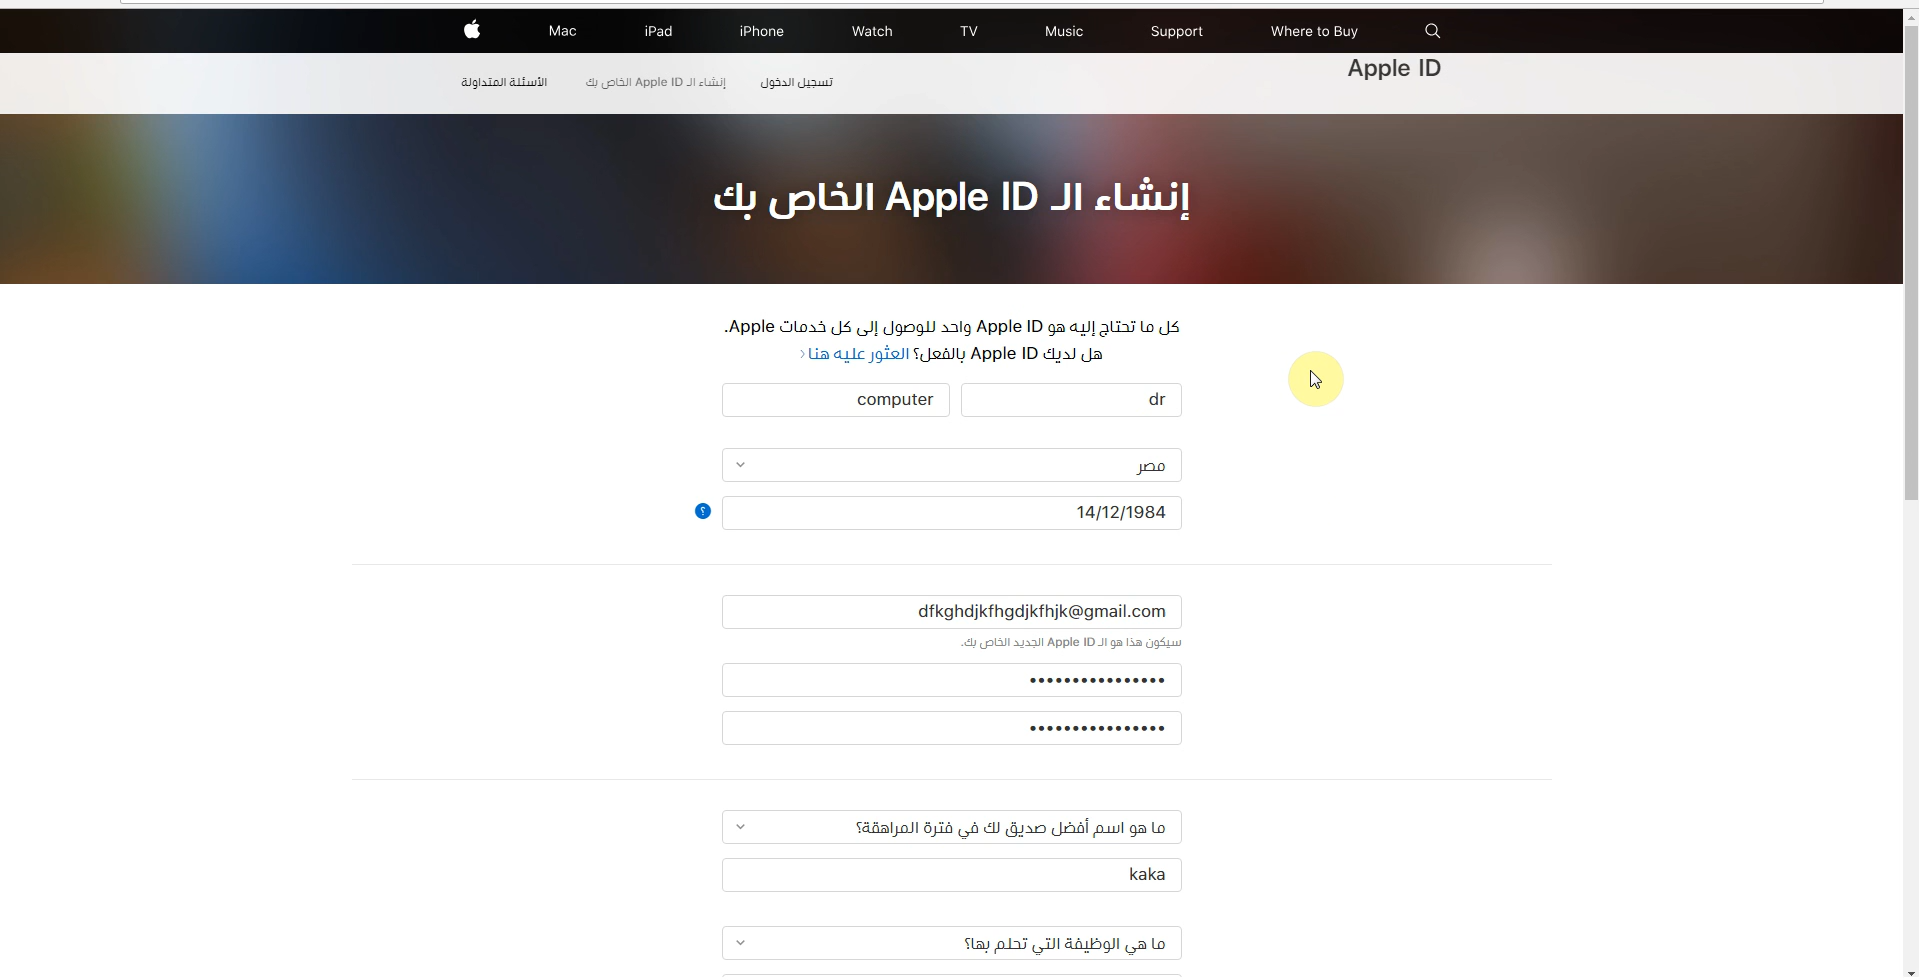 Mac iPad iPhone Watch TV Music Support Where to Buy
Apple ID
تسجيل الدخول إنشاء الـ Apple ID الخاص بك الأسئلة المتداولة
إنشاء الـ Apple ID الخاص بك
كل ما تحتاج إليه هو Apple ID واحد للوصول إلى كل خدمات Apple.
هل لديك Apple ID بالفعل؟ العثور عليه هنا
dr computer
مصر
14/12/1984
؟
dfkghdjkfhgdjkfhjk@gmail.com
سيكون هذا هو الـ Apple ID الجديد الخاص بك.
••••••••••••••••
••••••••••••••••
ما هو اسم أفضل صديق لك في فترة المراهقة؟
kaka
ما هي الوظيفة التي تحلم بها؟